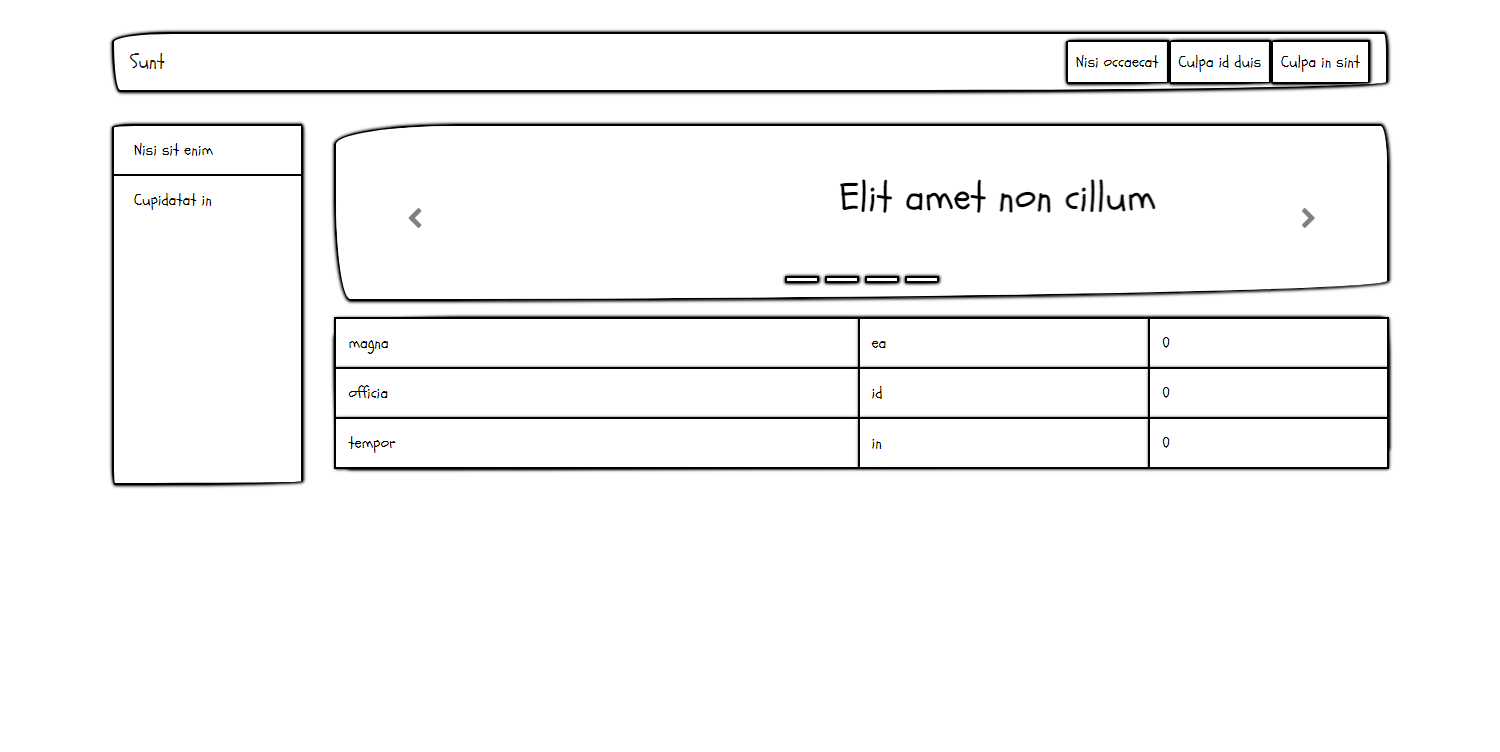 Sunt
Nisi occaecat
Culpa id duis
Culpa in sint
Nisi sit enim
Cupidatat in
Elit amet non cillum
magna ea 0
officia id 0
tempor in 0